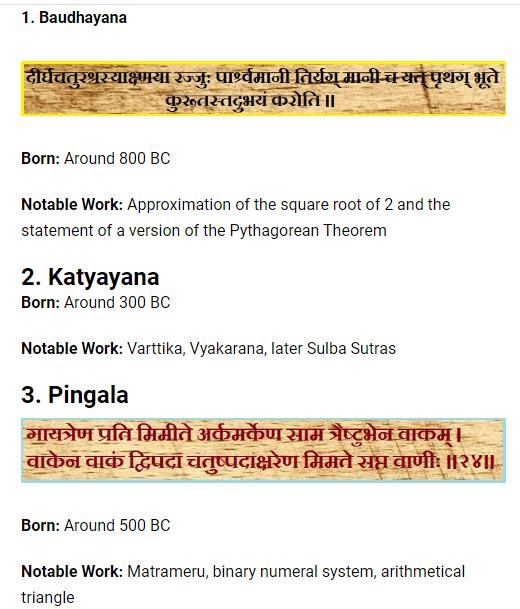 1. Baudhayana
दीर्घचतुरश्रस्याक्ष्णया रज्जुः पार्श्वमानी तिर्यग् मानी च यत् पृथग् भूते
कुरूतस्तदुभयं करोति ॥
Born: Around 800 BC
Notable Work: Approximation of the square root of 2 and the
statement of a version of the Pythagorean Theorem
2. Katyayana
Born: Around 300 BC
Notable Work: Varttika, Vyakarana, later Sulba Sutras
3. Pingala
गायत्रेण प्रति मिमीते अर्कमर्केण साम त्रैष्टुभेन वाकम् ।
वाकेन वाकं द्विपदा चतुष्पदाक्षरेण मिमते सप्त वाणीः ॥२४॥
Born: Around 500 BC
Notable Work: Matrameru, binary numeral system, arithmetical
triangle